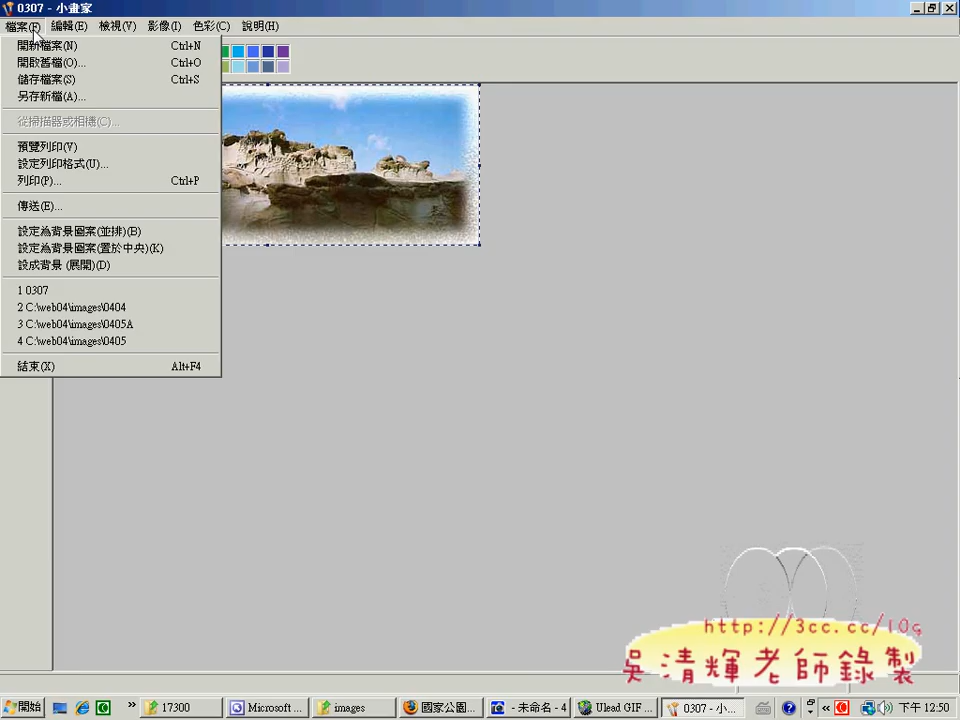 0307 - 小畫家
檔案(F) 編輯(E) 檢視(V) 影像(I) 色彩(C) 說明(H)
開新檔案(N) Ctrl+N
開啟舊檔(O)... Ctrl+O
儲存檔案(S) Ctrl+S
另存新檔(A)...
從掃描器或相機(C)...
預覽列印(V)
設定列印格式(U)...
列印(P)... Ctrl+P
傳送(E)...
設定為背景圖案(並排)(B)
設定為背景圖案(置於中央)(K)
設成背景 (展開)(D)
1 0307
2 C:\web04\images\0404
3 C:\web04\images\0405A
4 C:\web04\images\0405
結束(X) Alt+F4
http://3cc.cc/10g
吳清輝老師錄製
開始 17300 Microsoft ... images 國家公園... - 未命名 - 4 Ulead GIF ... 0307 - 小... 下午 12:50